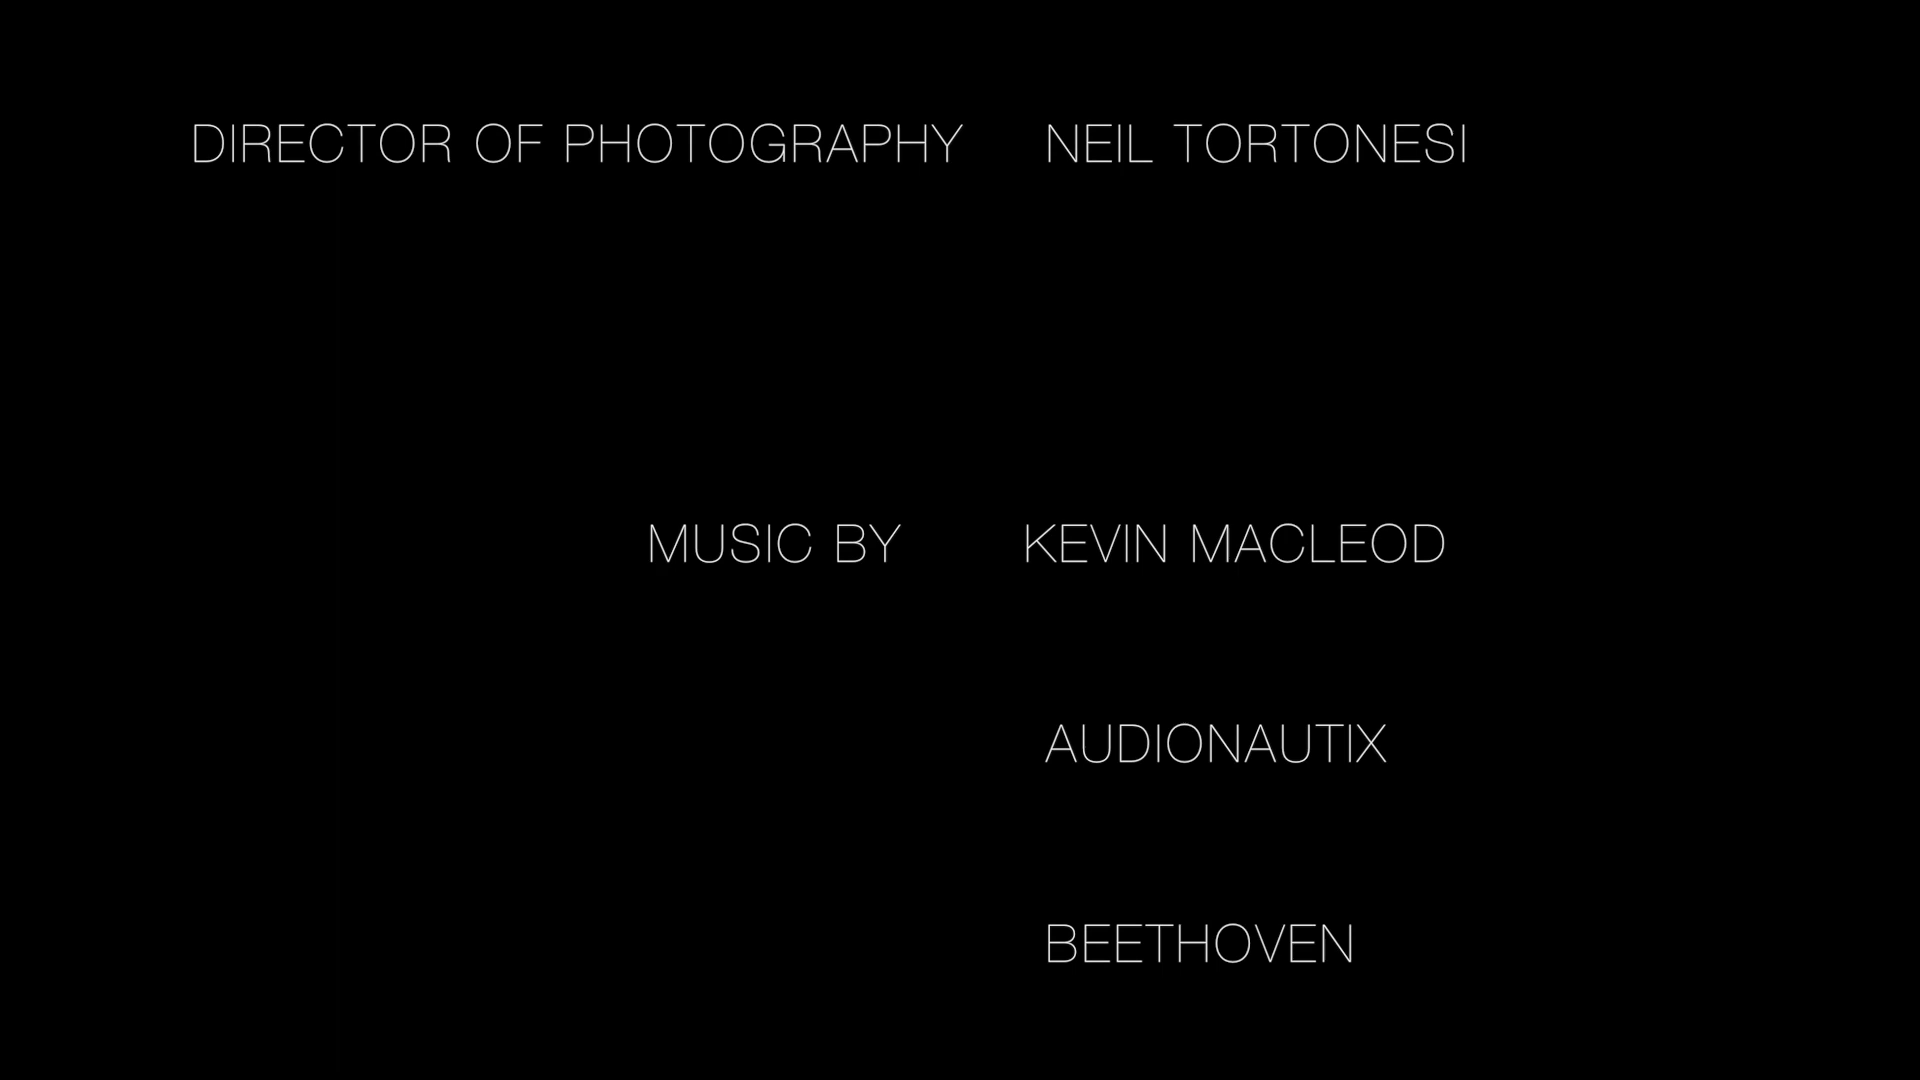 DIRECTOR OF PHOTOGRAPHY NEIL TORTONESI
MUSIC BY KEVIN MACLEOD
AUDIONAUTIX
BEETHOVEN